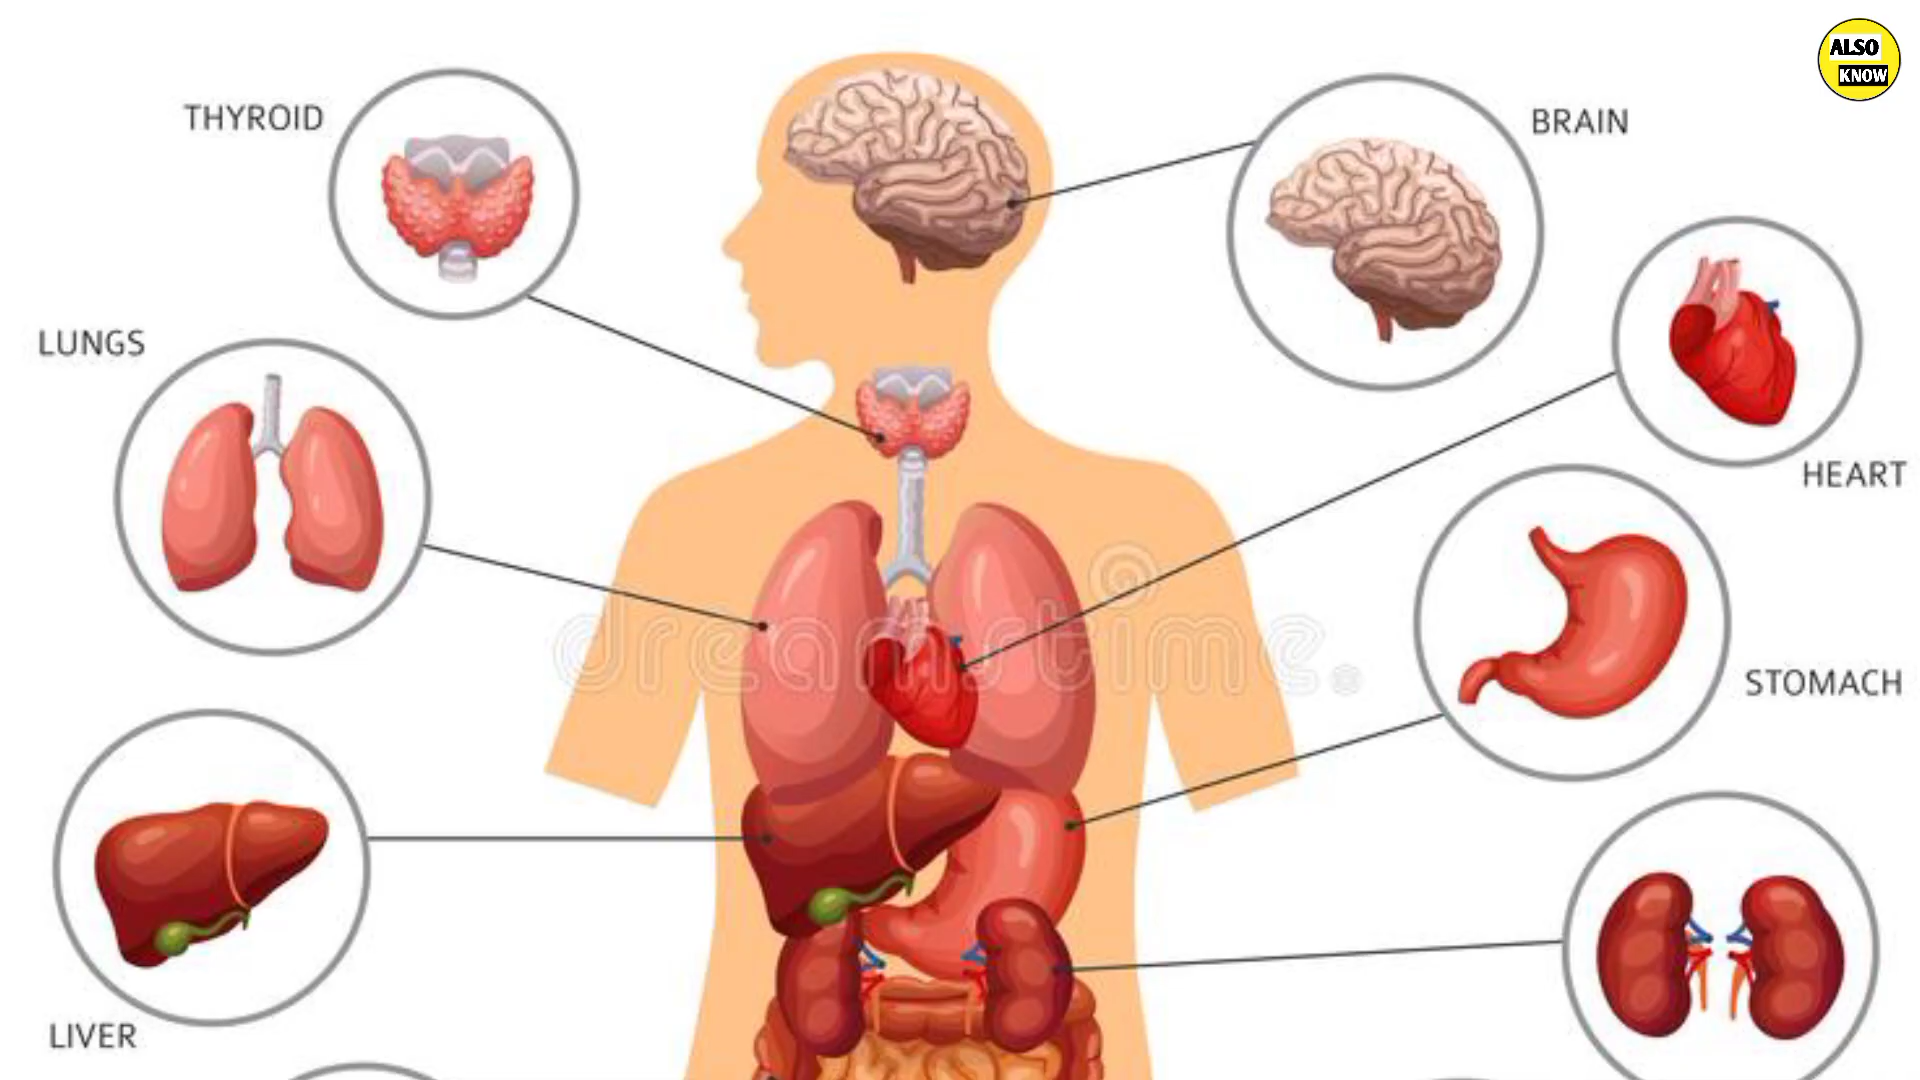 ALSO
KNOW
THYROID
BRAIN
LUNGS
HEART
dreamstime.
STOMACH
LIVER